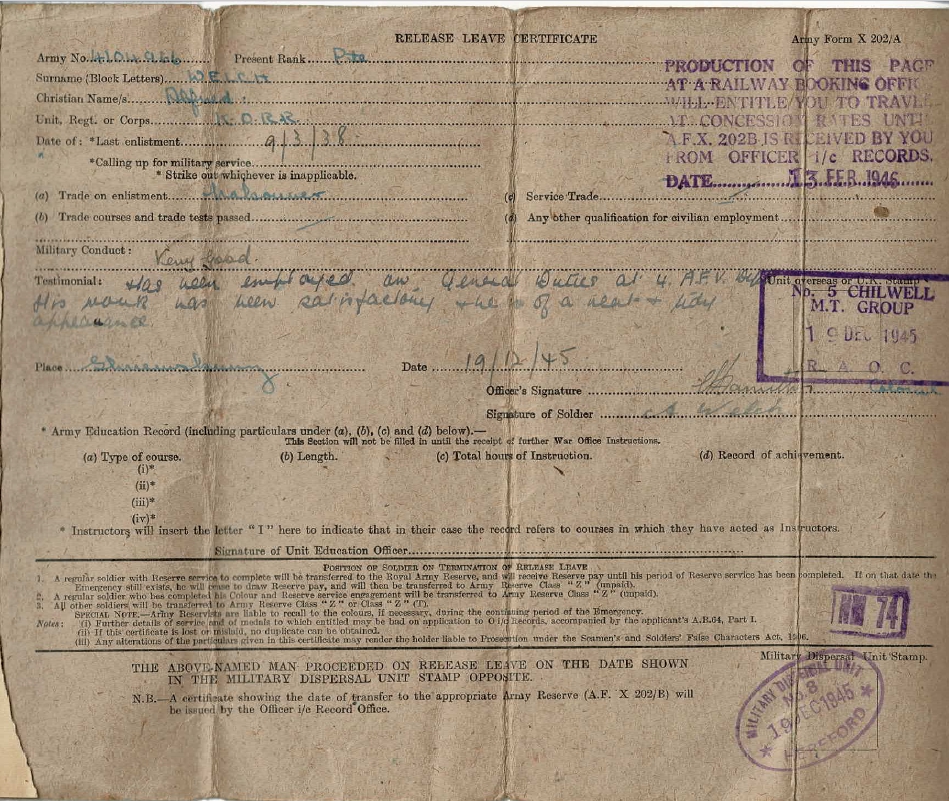 RELEASE LEAVE CERTIFICATE Army Form X 202/A
Army No. Present Rank Pte
Surname (Block Letters) WELCH
Christian Name/s Alfred.
Unit, Regt. or Corps. K.O.R.R.
Date of: *Last enlistment 9/3/38
*Calling up for military service
* Strike out whichever is inapplicable.
PRODUCTION OF THIS PAGE
AT A RAILWAY BOOKING OFFIC
WILL ENTITLE YOU TO TRAVEL
AT CONCESSION RATES UNTI
A.F.X. 202B IS RECEIVED BY YOU
FROM OFFICER i/c RECORDS.
DATE 13 FEB 1946
(a) Trade on enlistment (c) Service Trade
(b) Trade courses and trade tests passed (d) Any other qualification for civilian employment
Military Conduct: Very Good.
Testimonial: Has been employed on General Duties at 4 A.F.V. Unit overseas or U.K. Stamp
His work has been satisfactory & he is of a neat & tidy
appearance.
No. 5 CHILWELL
M.T. GROUP
19 DEC 1945
R. A. O. C.
Place Date 19/12/45
Officer's Signature
Signature of Soldier A Welch
* Army Education Record (including particulars under (a), (b), (c) and (d) below).—
This Section will not be filled in until the receipt of further War Office Instructions.
(a) Type of course. (b) Length. (c) Total hours of Instruction. (d) Record of achievement.
(i)*
(ii)*
(iii)*
(iv)*
* Instructors will insert the letter "I" here to indicate that in their case the record refers to courses in which they have acted as Instructors.
Signature of Unit Education Officer
POSITION OF SOLDIER ON TERMINATION OF RELEASE LEAVE
1. A regular soldier with Reserve service to complete will be transferred to the Royal Army Reserve, and will receive Reserve pay until his period of Reserve service has been completed. If on that date the
Emergency still exists, he will cease to draw Reserve pay, and will then be transferred to Army Reserve Class "Z" (unpaid).
2. A regular soldier who has completed his Colour and Reserve service engagement will be transferred to Army Reserve Class "Z" (unpaid).
3. All other soldiers will be transferred to Army Reserve Class "Z" or Class "Z" (T).
SPECIAL NOTE.—Army Reservists are liable to recall to the colours, if necessary, during the continuing period of the Emergency.
Notes: (i) Further details of service, and of medals to which entitled may be had on application to O i/c Records, accompanied by the applicant's A.B.64, Part I.
(ii) If this certificate is lost or mislaid, no duplicate can be obtained.
(iii) Any alterations of the particulars given in this certificate may render the holder liable to Prosecution under the Seamen's and Soldiers' False Characters Act, 1906.
74
THE ABOVE-NAMED MAN PROCEEDED ON RELEASE LEAVE ON THE DATE SHOWN
IN THE MILITARY DISPERSAL UNIT STAMP OPPOSITE.
N.B.—A certificate showing the date of transfer to the appropriate Army Reserve (A.F. X 202/B) will
be issued by the Officer i/c Record Office.
Military Dispersal Unit Stamp.
MILITARY DISPERSAL UNIT
No. 8
19 DEC 1945
HEREFORD